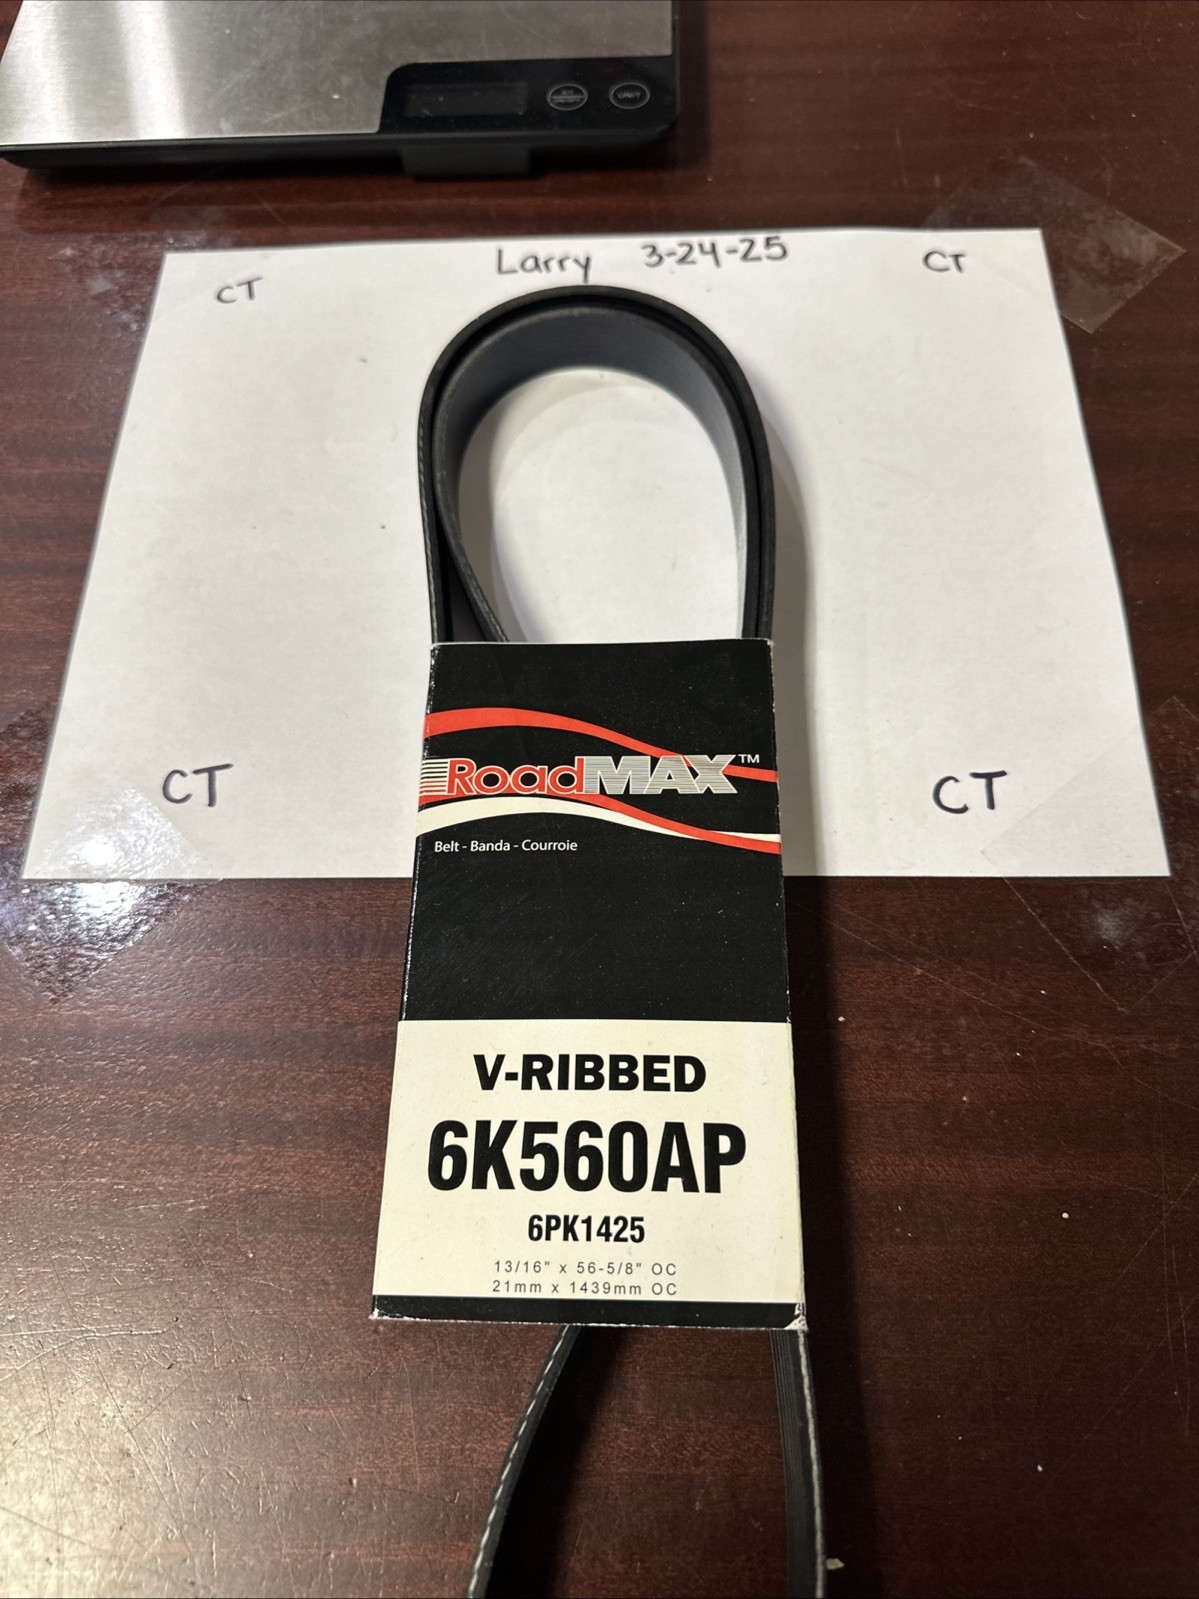 Larry 3-24-25
CT
CT
RoadMAX™
Belt - Banda - Courroie
CT
CT
V-RIBBED
6K560AP
6PK1425
13/16" x 56-5/8" OC
21mm x 1439mm OC